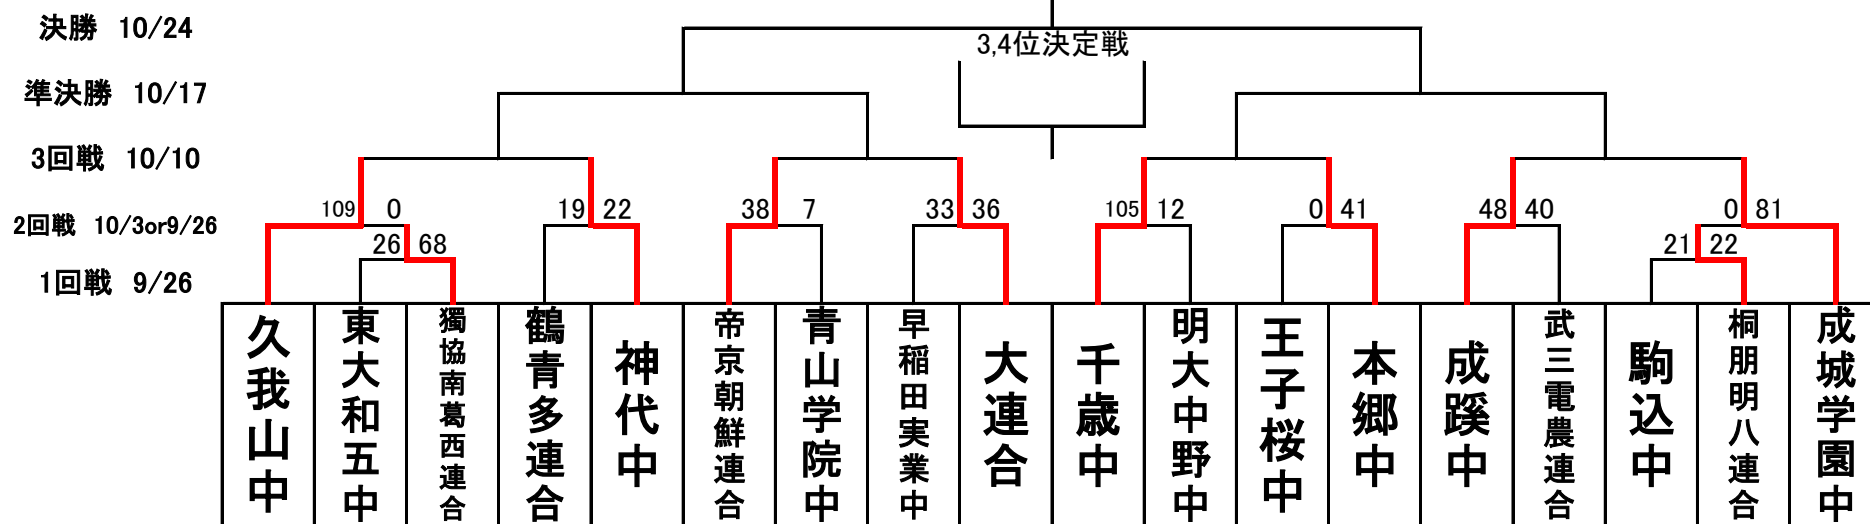 決勝 10/24
3,4位決定戦
準決勝 10/17
3回戦 10/10
2回戦 10/3or9/26
109 0 19 22 38 7 33 36 105 12 0 41 48 40 0 81
26 68 21 22
1回戦 9/26
久我山中
東大和五中
獨協南葛西連合
鶴青多連合
神代中
帝京朝鮮連合
青山学院中
早稲田実業中
大連合
千歳中
明大中野中
王子桜中
本郷中
成蹊中
武三電農連合
駒込中
桐朋明八連合
成城学園中